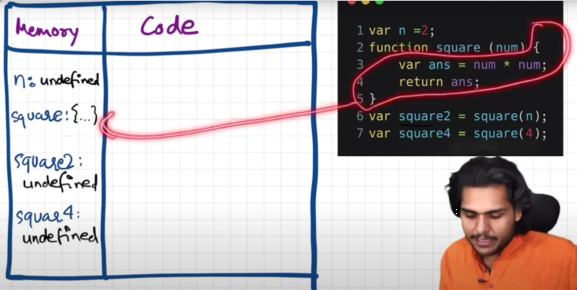 Memory
Code
n: undefined
square: {...}
square2:
undefined
squar4:
undefined
1 var n =2;
2 function square (num) {
3 var ans = num * num;
4 return ans;
5 }
6 var square2 = square(n);
7 var square4 = square(4);